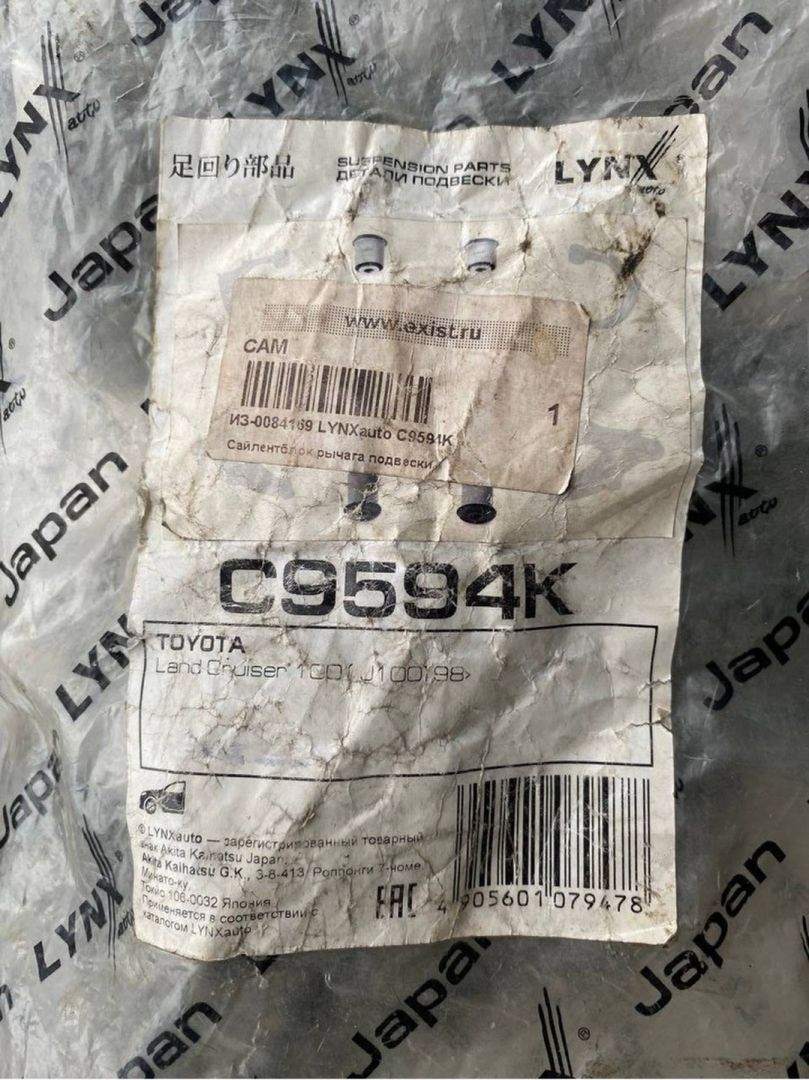 足回り部品
SUSPENSION PARTS
ДЕТАЛИ ПОДВЕСКИ
LYNX
auto
www.exist.ru
САМ
ИЗ-0084169 LYNXauto C9594K
1
Сайлентблок рычага подвески
C9594K
TOYOTA
Land Cruiser 100 (J100) 98>
® LYNXauto — зарегистрированный товарный
знак Akita Kaihatsu Japan.
Akita Kaihatsu G.K., 3-8-413, Роппонги 7-чоме,
Минато-ку,
Токио 106-0032 Япония
Применяется в соответствии с
каталогом LYNXauto
EAC
4 905601 079478
LYNX
auto
Japan